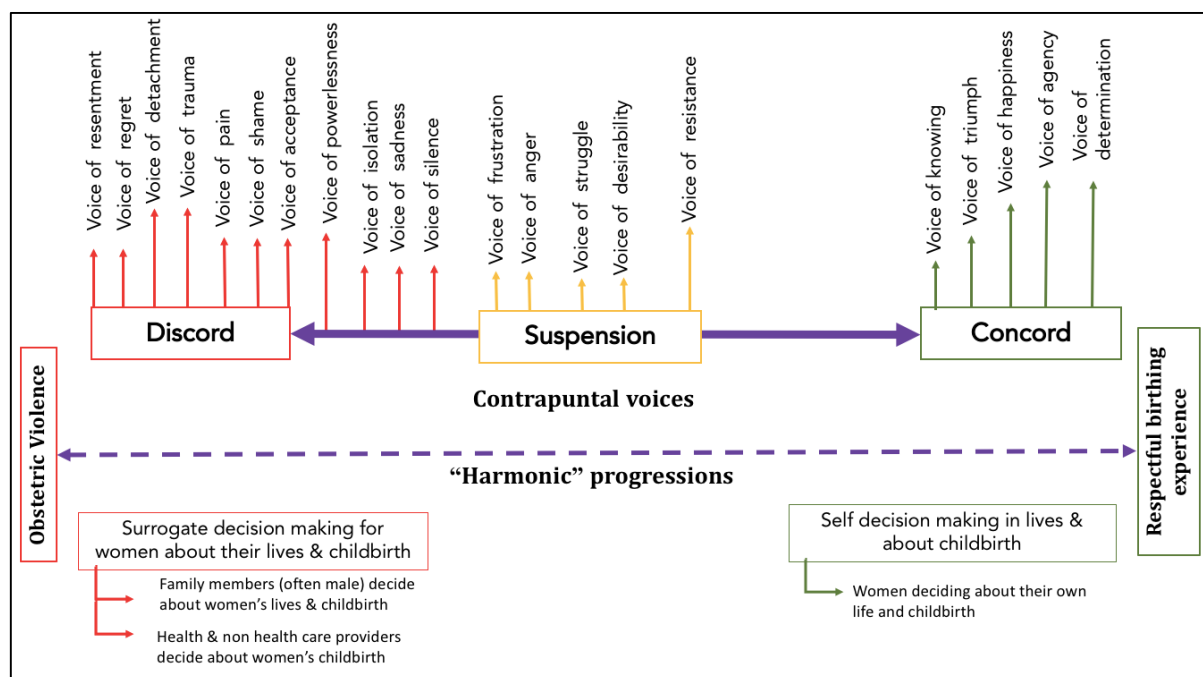 Voice of resentment
Voice of regret
Voice of detachment
Voice of trauma
Voice of pain
Voice of shame
Voice of acceptance
Voice of powerlessness
Voice of isolation
Voice of sadness
Voice of silence
Voice of frustration
Voice of anger
Voice of struggle
Voice of desirability
Voice of resistance
Voice of knowing
Voice of triumph
Voice of happiness
Voice of agency
Voice of
determination
Discord
Suspension
Concord
Contrapuntal voices
Obstetric Violence
"Harmonic" progressions
Respectful birthing
experience
Surrogate decision making for
women about their lives & childbirth
Family members (often male) decide
about women's lives & childbirth
Health & non health care providers
decide about women's childbirth
Self decision making in lives &
about childbirth
Women deciding about their own
life and childbirth